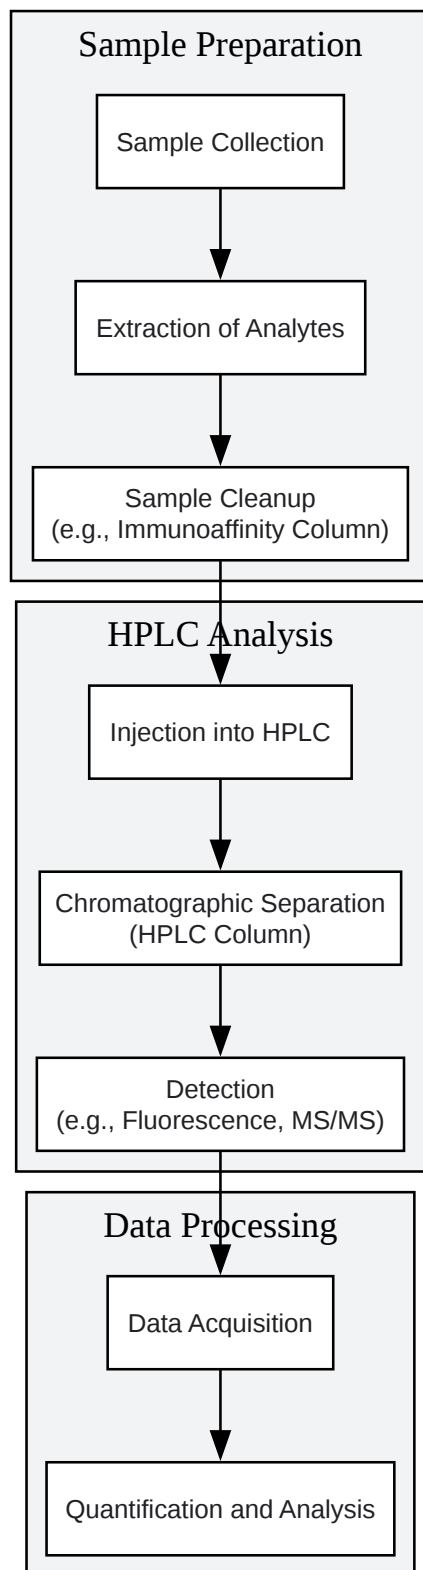 Sample Preparation
Sample Collection
Extraction of Analytes
Sample Cleanup
(e.g., Immunoaffinity Column)
HPLC Analysis
Injection into HPLC
Chromatographic Separation
(HPLC Column)
Detection
(e.g., Fluorescence, MS/MS)
Data Processing
Data Acquisition
Quantification and Analysis